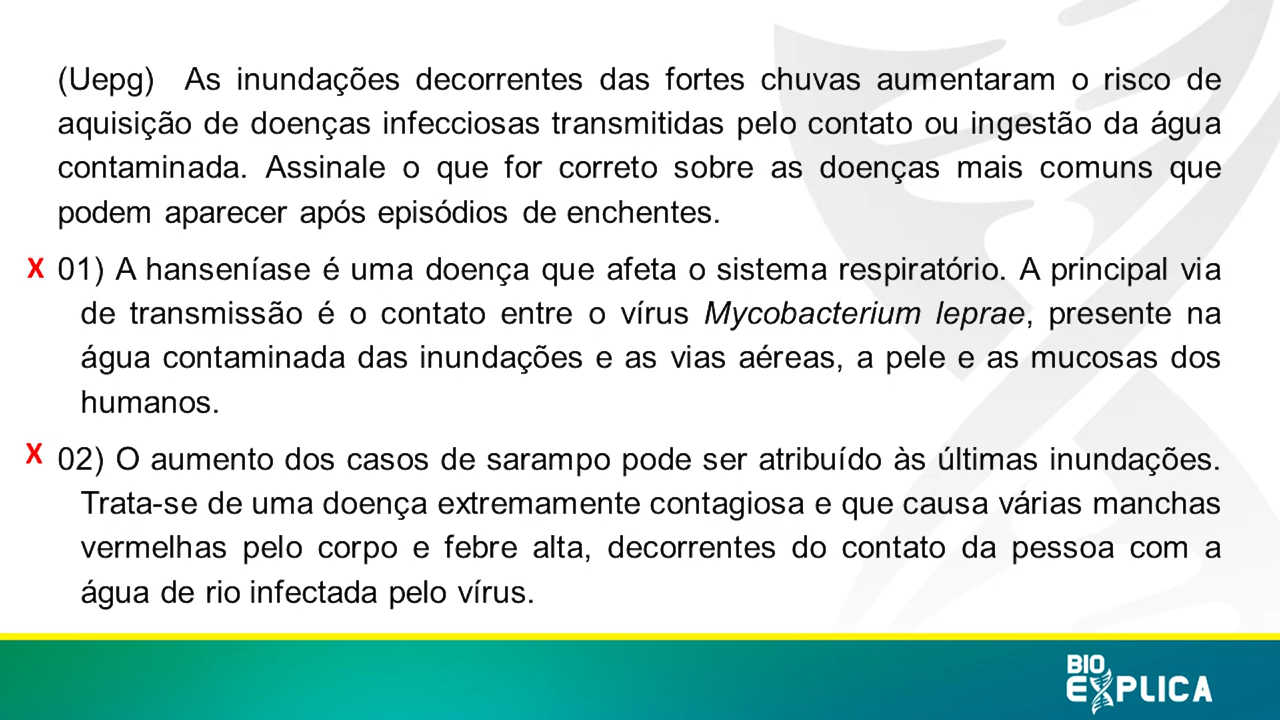 (Uepg) As inundações decorrentes das fortes chuvas aumentaram o risco de
aquisição de doenças infecciosas transmitidas pelo contato ou ingestão da água
contaminada. Assinale o que for correto sobre as doenças mais comuns que
podem aparecer após episódios de enchentes.
X 01) A hanseníase é uma doença que afeta o sistema respiratório. A principal via
de transmissão é o contato entre o vírus Mycobacterium leprae, presente na
água contaminada das inundações e as vias aéreas, a pele e as mucosas dos
humanos.
X 02) O aumento dos casos de sarampo pode ser atribuído às últimas inundações.
Trata-se de uma doença extremamente contagiosa e que causa várias manchas
vermelhas pelo corpo e febre alta, decorrentes do contato da pessoa com a
água de rio infectada pelo vírus.
BIO
EXPLICA